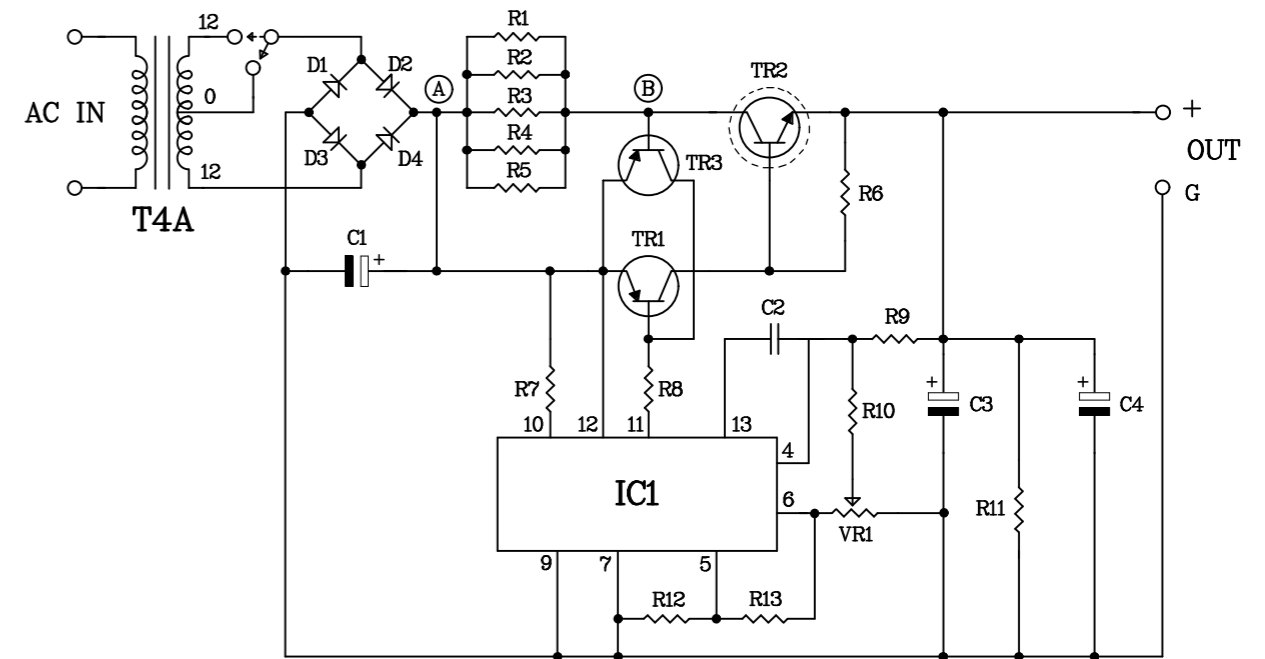 12
0
12
AC IN
T4A
D1
D2
D3
D4
A
R1
R2
R3
R4
R5
B
TR2
TR3
+
OUT
G
R6
C1
+
TR1
C2
R9
R7
R8
R10
+
C3
+
C4
10
12
11
13
4
IC1
6
VR1
R11
9
7
5
R12
R13